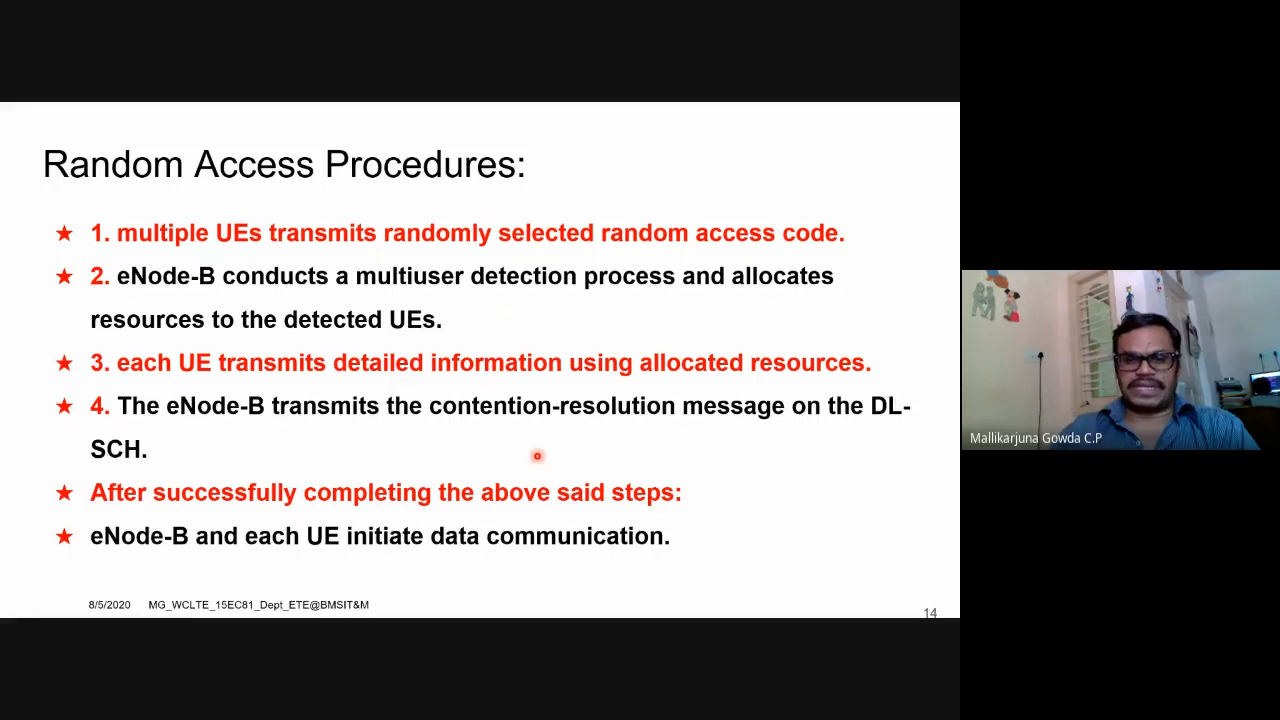 Random Access Procedures:
★ 1. multiple UEs transmits randomly selected random access code.
★ 2. eNode-B conducts a multiuser detection process and allocates
resources to the detected UEs.
★ 3. each UE transmits detailed information using allocated resources.
★ 4. The eNode-B transmits the contention-resolution message on the DL-
SCH.
★ After successfully completing the above said steps:
★ eNode-B and each UE initiate data communication.
8/5/2020 MG_WCLTE_15EC81_Dept_ETE@BMSIT&M
14
Mallikarjuna Gowda C.P